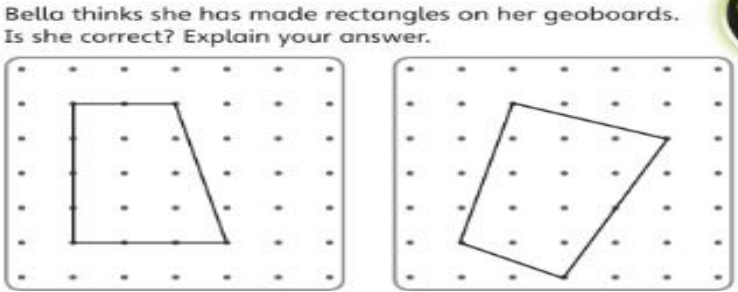 Bella thinks she has made rectangles on her geoboards.
Is she correct? Explain your answer.